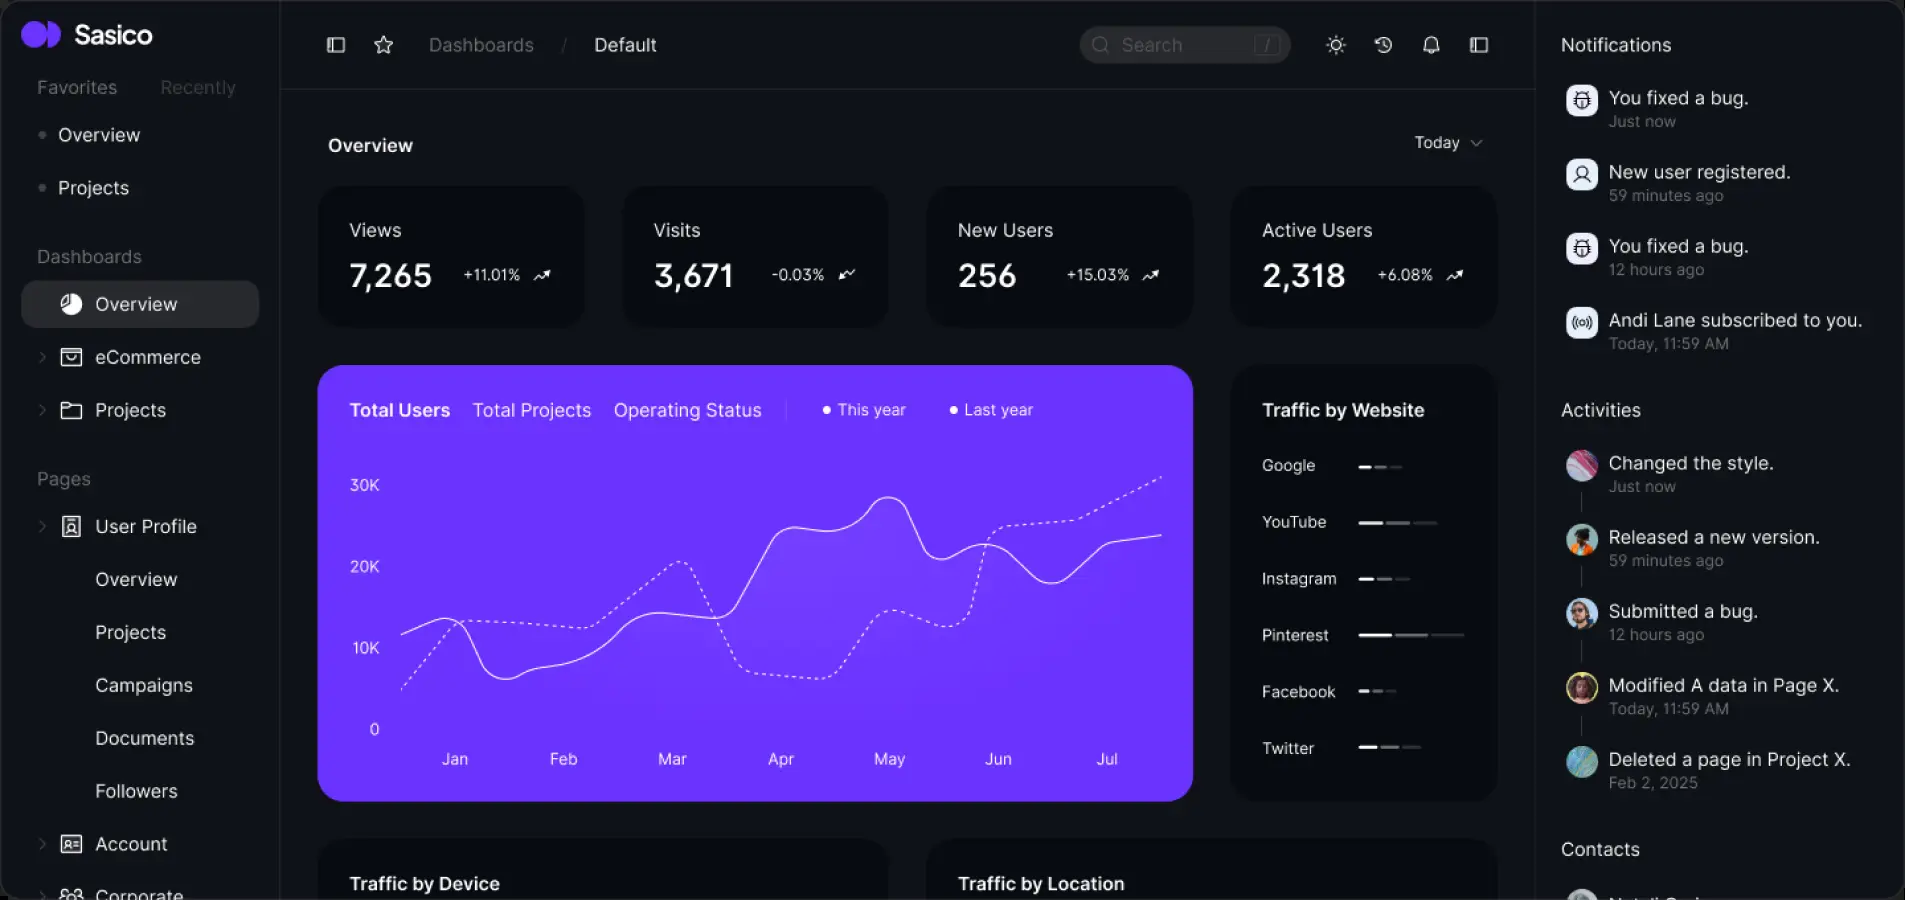 Sasico
Favorites Recently
Overview
Projects
Dashboards
Overview
eCommerce
Projects
Pages
User Profile
Overview
Projects
Campaigns
Documents
Followers
Account
Corporate
Dashboards / Default
Search /
Overview
Today
Views
7,265 +11.01%
Visits
3,671 -0.03%
New Users
256 +15.03%
Active Users
2,318 +6.08%
Total Users Total Projects Operating Status This year Last year
30K
20K
10K
0
Jan Feb Mar Apr May Jun Jul
Traffic by Website
Google
YouTube
Instagram
Pinterest
Facebook
Twitter
Traffic by Device
Traffic by Location
Notifications
You fixed a bug.
Just now
New user registered.
59 minutes ago
You fixed a bug.
12 hours ago
Andi Lane subscribed to you.
Today, 11:59 AM
Activities
Changed the style.
Just now
Released a new version.
59 minutes ago
Submitted a bug.
12 hours ago
Modified A data in Page X.
Today, 11:59 AM
Deleted a page in Project X.
Feb 2, 2025
Contacts